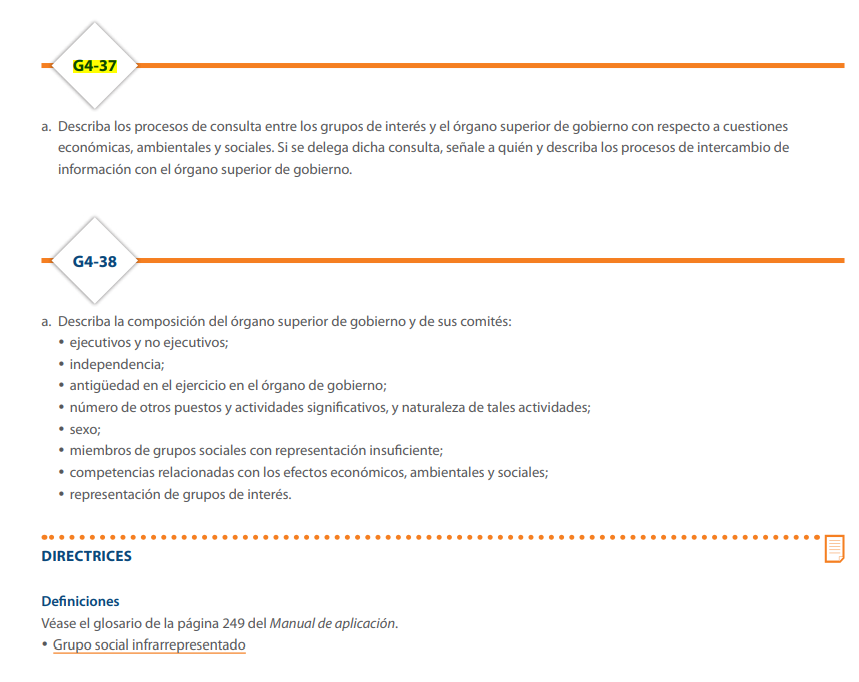 G4-37
a. Describa los procesos de consulta entre los grupos de interés y el órgano superior de gobierno con respecto a cuestiones
económicas, ambientales y sociales. Si se delega dicha consulta, señale a quién y describa los procesos de intercambio de
información con el órgano superior de gobierno.
G4-38
a. Describa la composición del órgano superior de gobierno y de sus comités:
• ejecutivos y no ejecutivos;
• independencia;
• antigüedad en el ejercicio en el órgano de gobierno;
• número de otros puestos y actividades significativos, y naturaleza de tales actividades;
• sexo;
• miembros de grupos sociales con representación insuficiente;
• competencias relacionadas con los efectos económicos, ambientales y sociales;
• representación de grupos de interés.
DIRECTRICES
Definiciones
Véase el glosario de la página 249 del Manual de aplicación.
• Grupo social infrarrepresentado